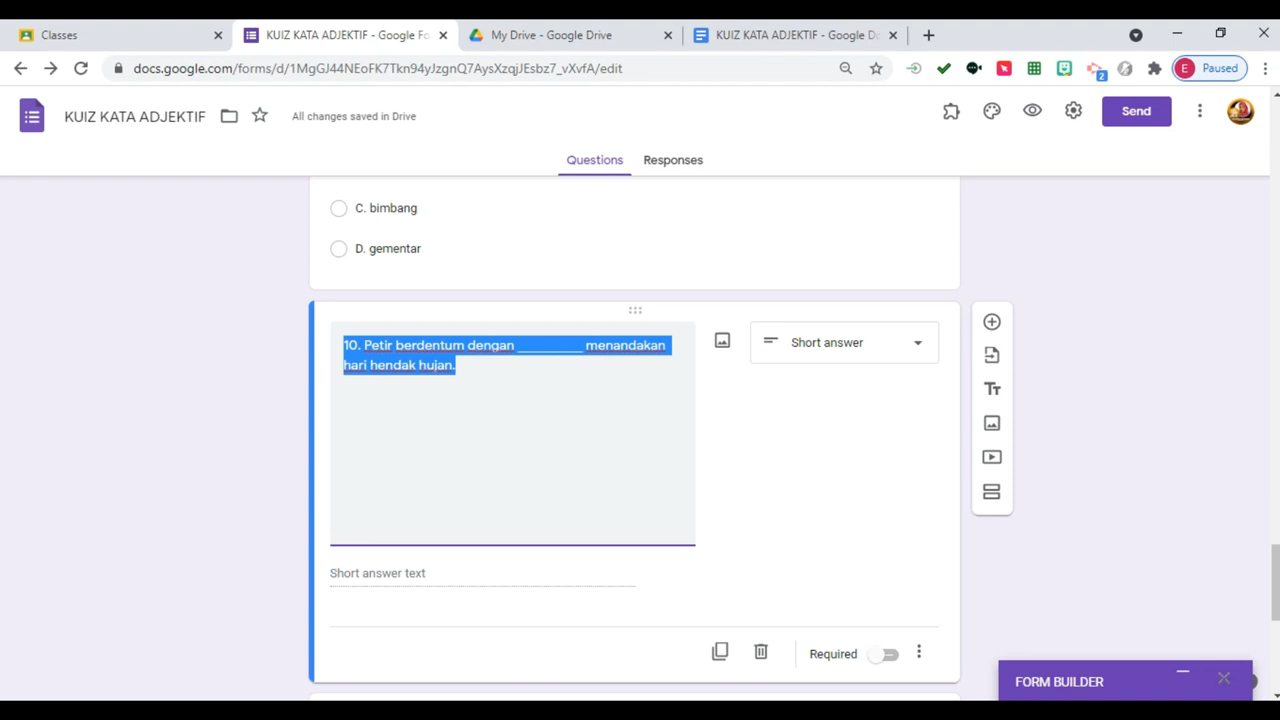 Classes
KUIZ KATA ADJEKTIF - Google Fo
My Drive - Google Drive
KUIZ KATA ADJEKTIF - Google Do
docs.google.com/forms/d/1MgGJ44NEoFK7Tkn94yJzgnQ7AysXzqjJEsbz7_vXvfA/edit
2
E Paused
KUIZ KATA ADJEKTIF
All changes saved in Drive
Send
Questions
Responses
C. bimbang
D. gementar
10. Petir berdentum dengan __________ menandakan
hari hendak hujan.
Short answer
Tt
Short answer text
Required
FORM BUILDER